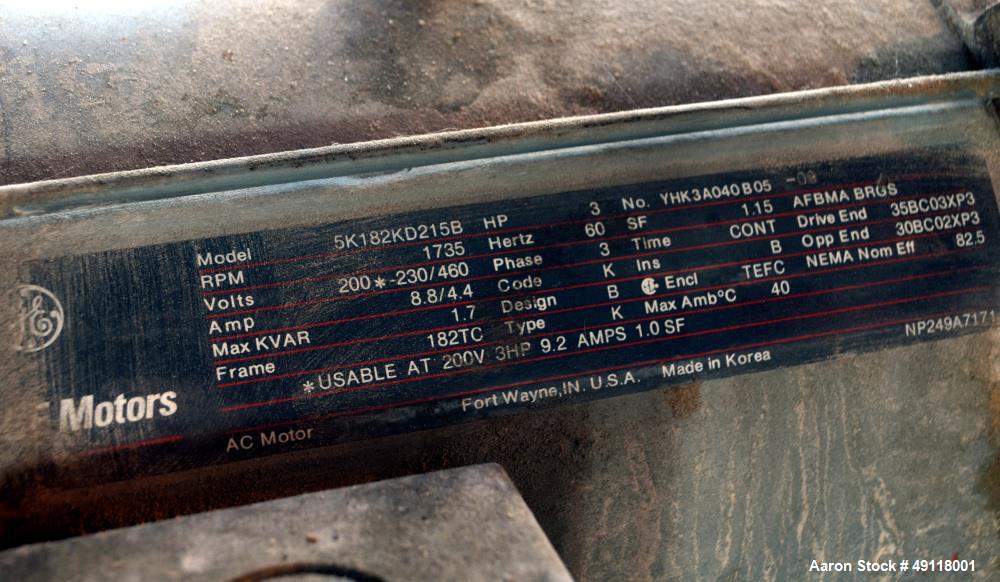 Model 5K182KD215B HP 3 No. YHK3A040B05 -09
RPM 1735 Hertz 60 SF 1.15 AFBMA BRGS
Volts 200*-230/460 Phase 3 Time CONT Drive End 35BC03XP3
Amp 8.8/4.4 Code K Ins B Opp End 30BC02XP3
Max KVAR 1.7 Design B Encl TEFC NEMA Nom Eff 82.5
Frame 182TC Type K Max Amb°C 40
*USABLE AT 200V 3HP 9.2 AMPS 1.0 SF
NP249A7171
GE
Motors
Fort Wayne,IN. U.S.A. Made in Korea
AC Motor
Aaron Stock # 49118001